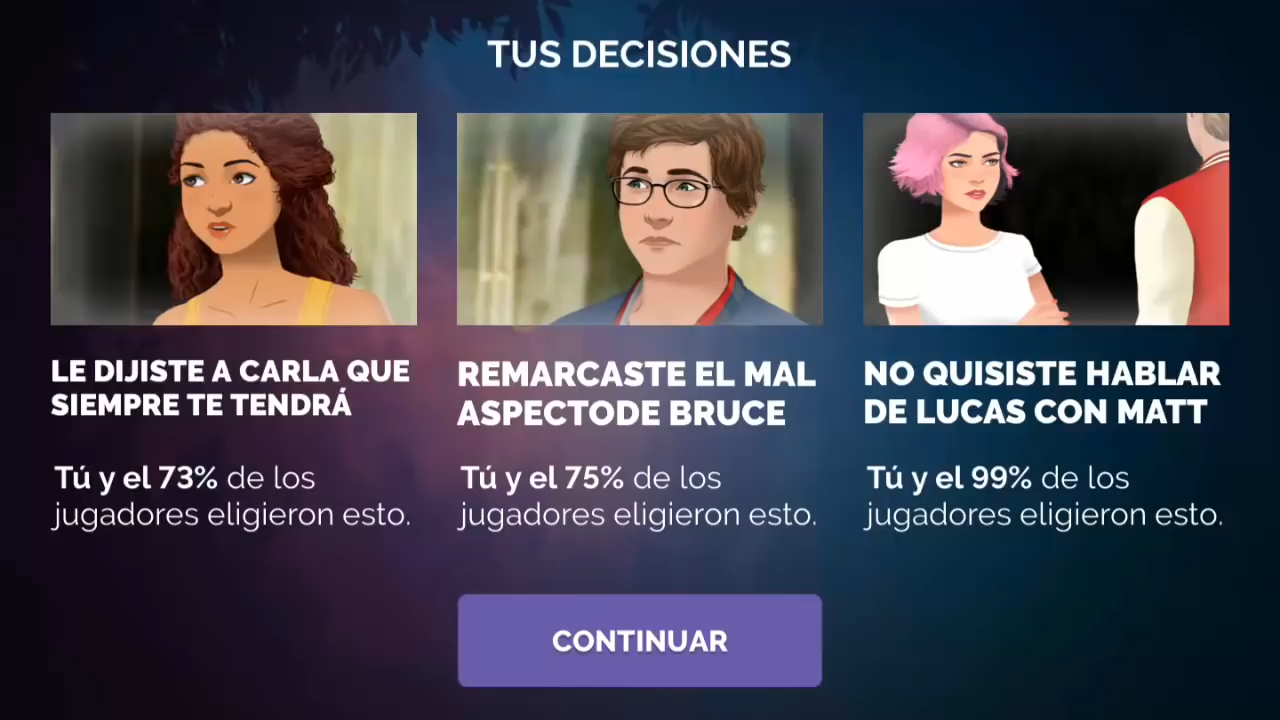 TUS DECISIONES
LE DIJISTE A CARLA QUE
SIEMPRE TE TENDRÁ
Tú y el 73% de los
jugadores eligieron esto.
REMARCASTE EL MAL
ASPECTODE BRUCE
Tú y el 75% de los
jugadores eligieron esto.
NO QUISISTE HABLAR
DE LUCAS CON MATT
Tú y el 99% de los
jugadores eligieron esto.
CONTINUAR